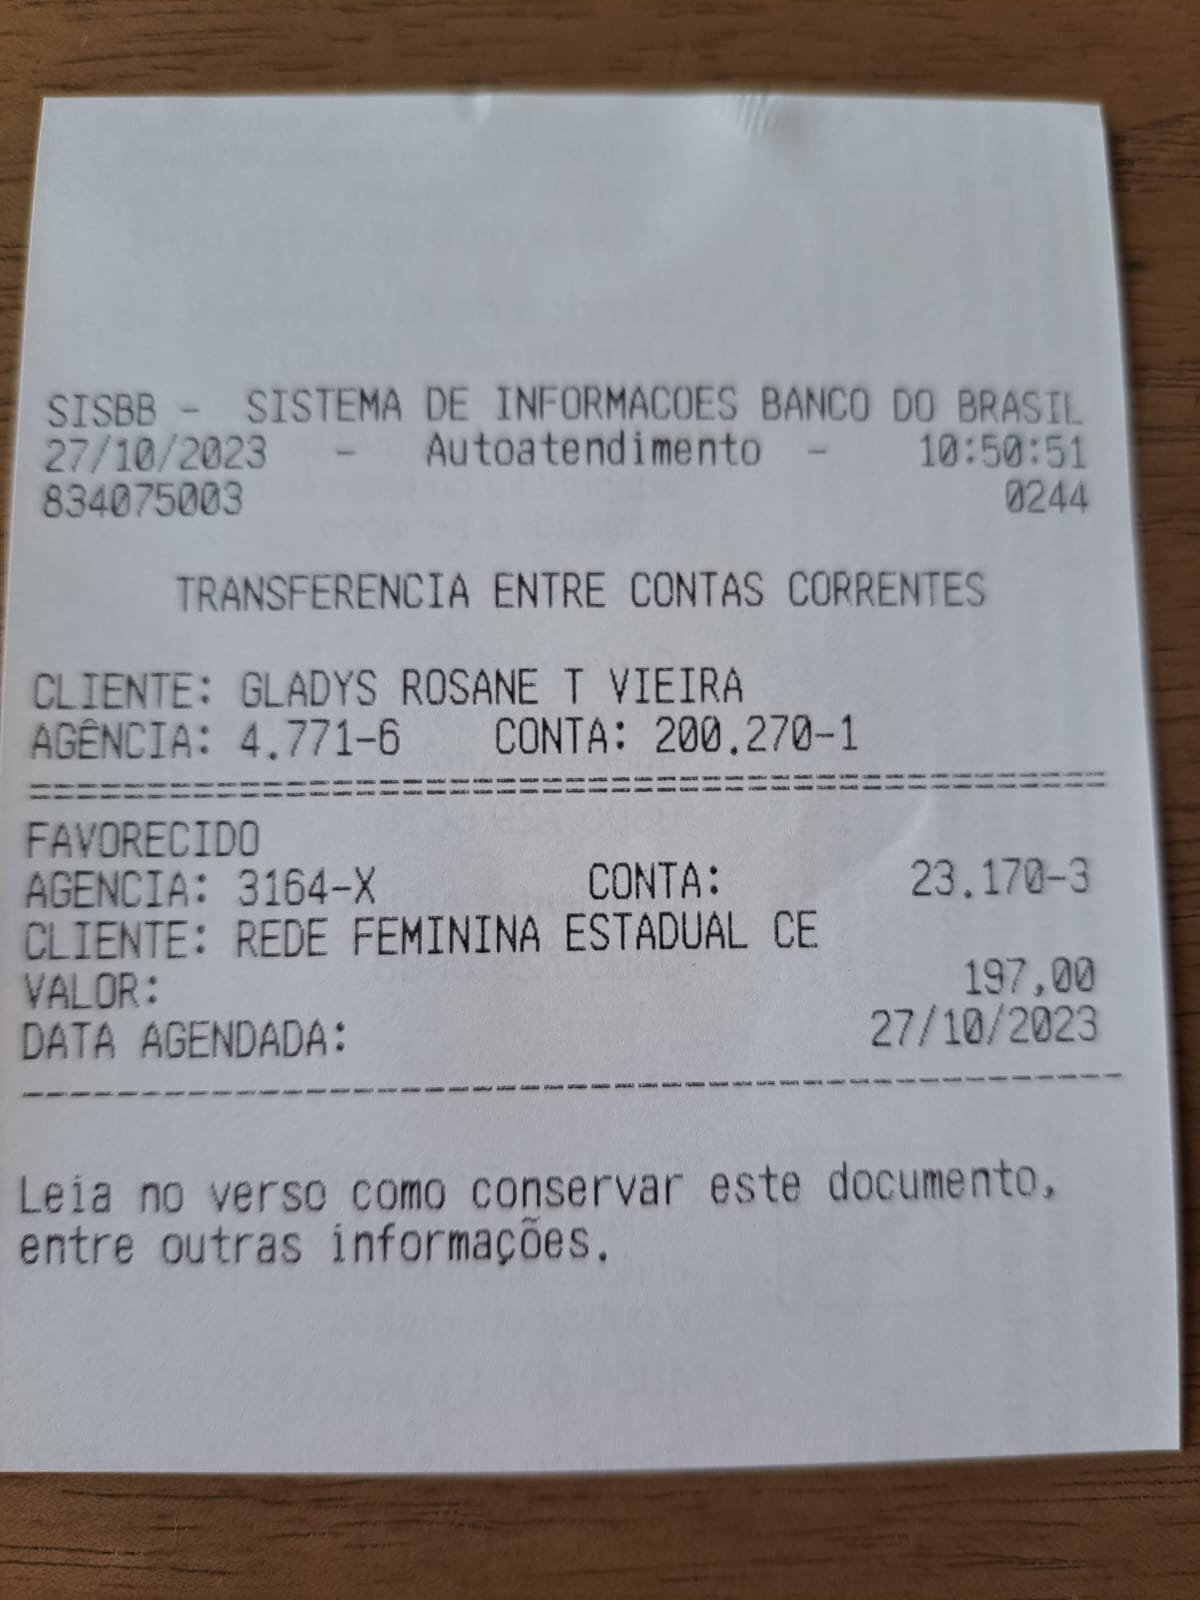 SISBB - SISTEMA DE INFORMACOES BANCO DO BRASIL
27/10/2023 - Autoatendimento - 10:50:51
834075003 0244
TRANSFERENCIA ENTRE CONTAS CORRENTES
CLIENTE: GLADYS ROSANE T VIEIRA
AGÊNCIA: 4.771-6 CONTA: 200.270-1
FAVORECIDO
AGENCIA: 3164-X CONTA: 23.170-3
CLIENTE: REDE FEMININA ESTADUAL CE
VALOR: 197,00
DATA AGENDADA: 27/10/2023
Leia no verso como conservar este documento,
entre outras informações.